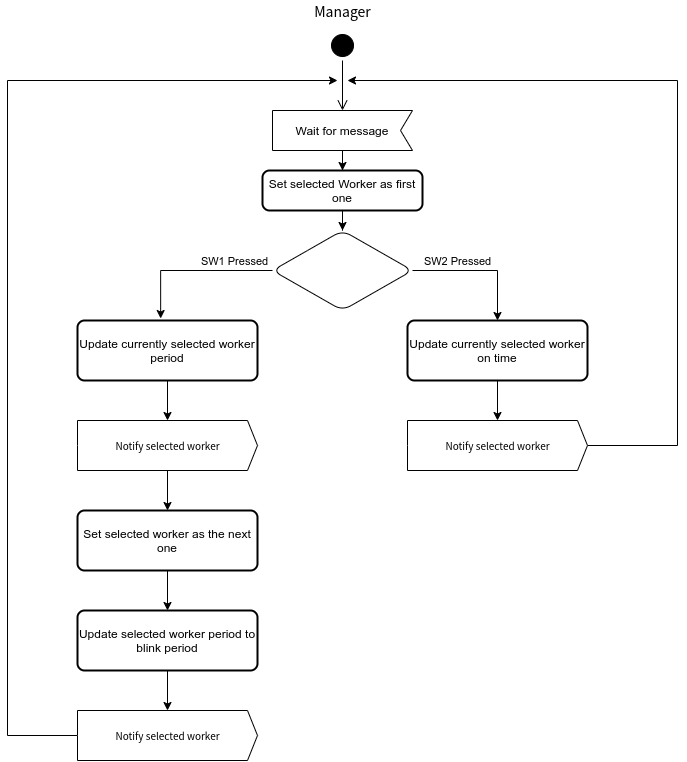 Manager
Wait for message
Set selected Worker as first
one
SW1 Pressed
SW2 Pressed
Update currently selected worker
period
Update currently selected worker
on time
Notify selected worker
Notify selected worker
Set selected worker as the next
one
Update selected worker period to
blink period
Notify selected worker